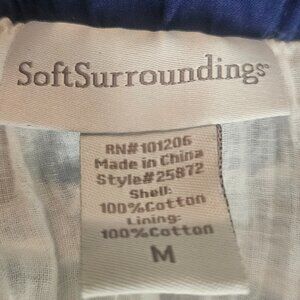 SoftSurroundings®
RN#101206
Made in China
Style#25872
Shell:
100%Cotton
Lining:
100%Cotton
M